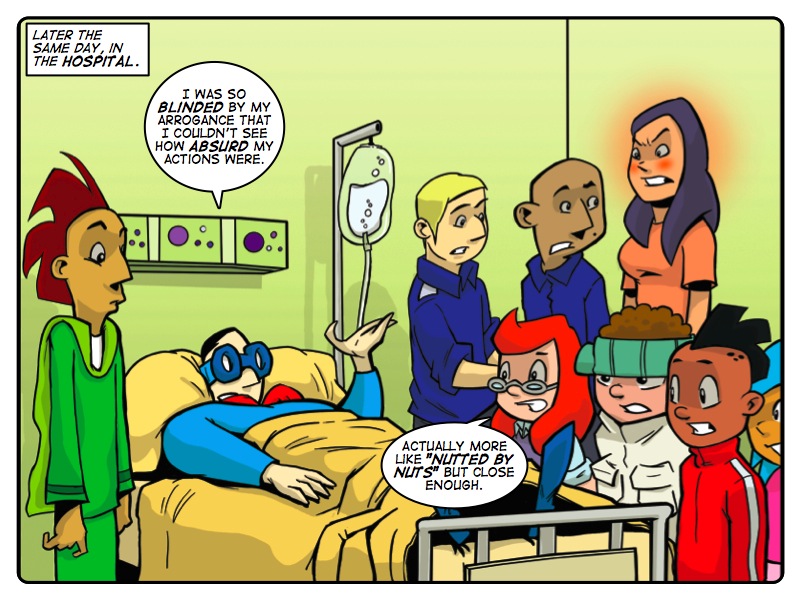 LATER THE
SAME DAY, IN
THE HOSPITAL.
I WAS SO
BLINDED BY MY
ARROGANCE THAT
I COULDN'T SEE
HOW ABSURD MY
ACTIONS WERE.
ACTUALLY MORE
LIKE "NUTTED BY
NUTS" BUT CLOSE
ENOUGH.